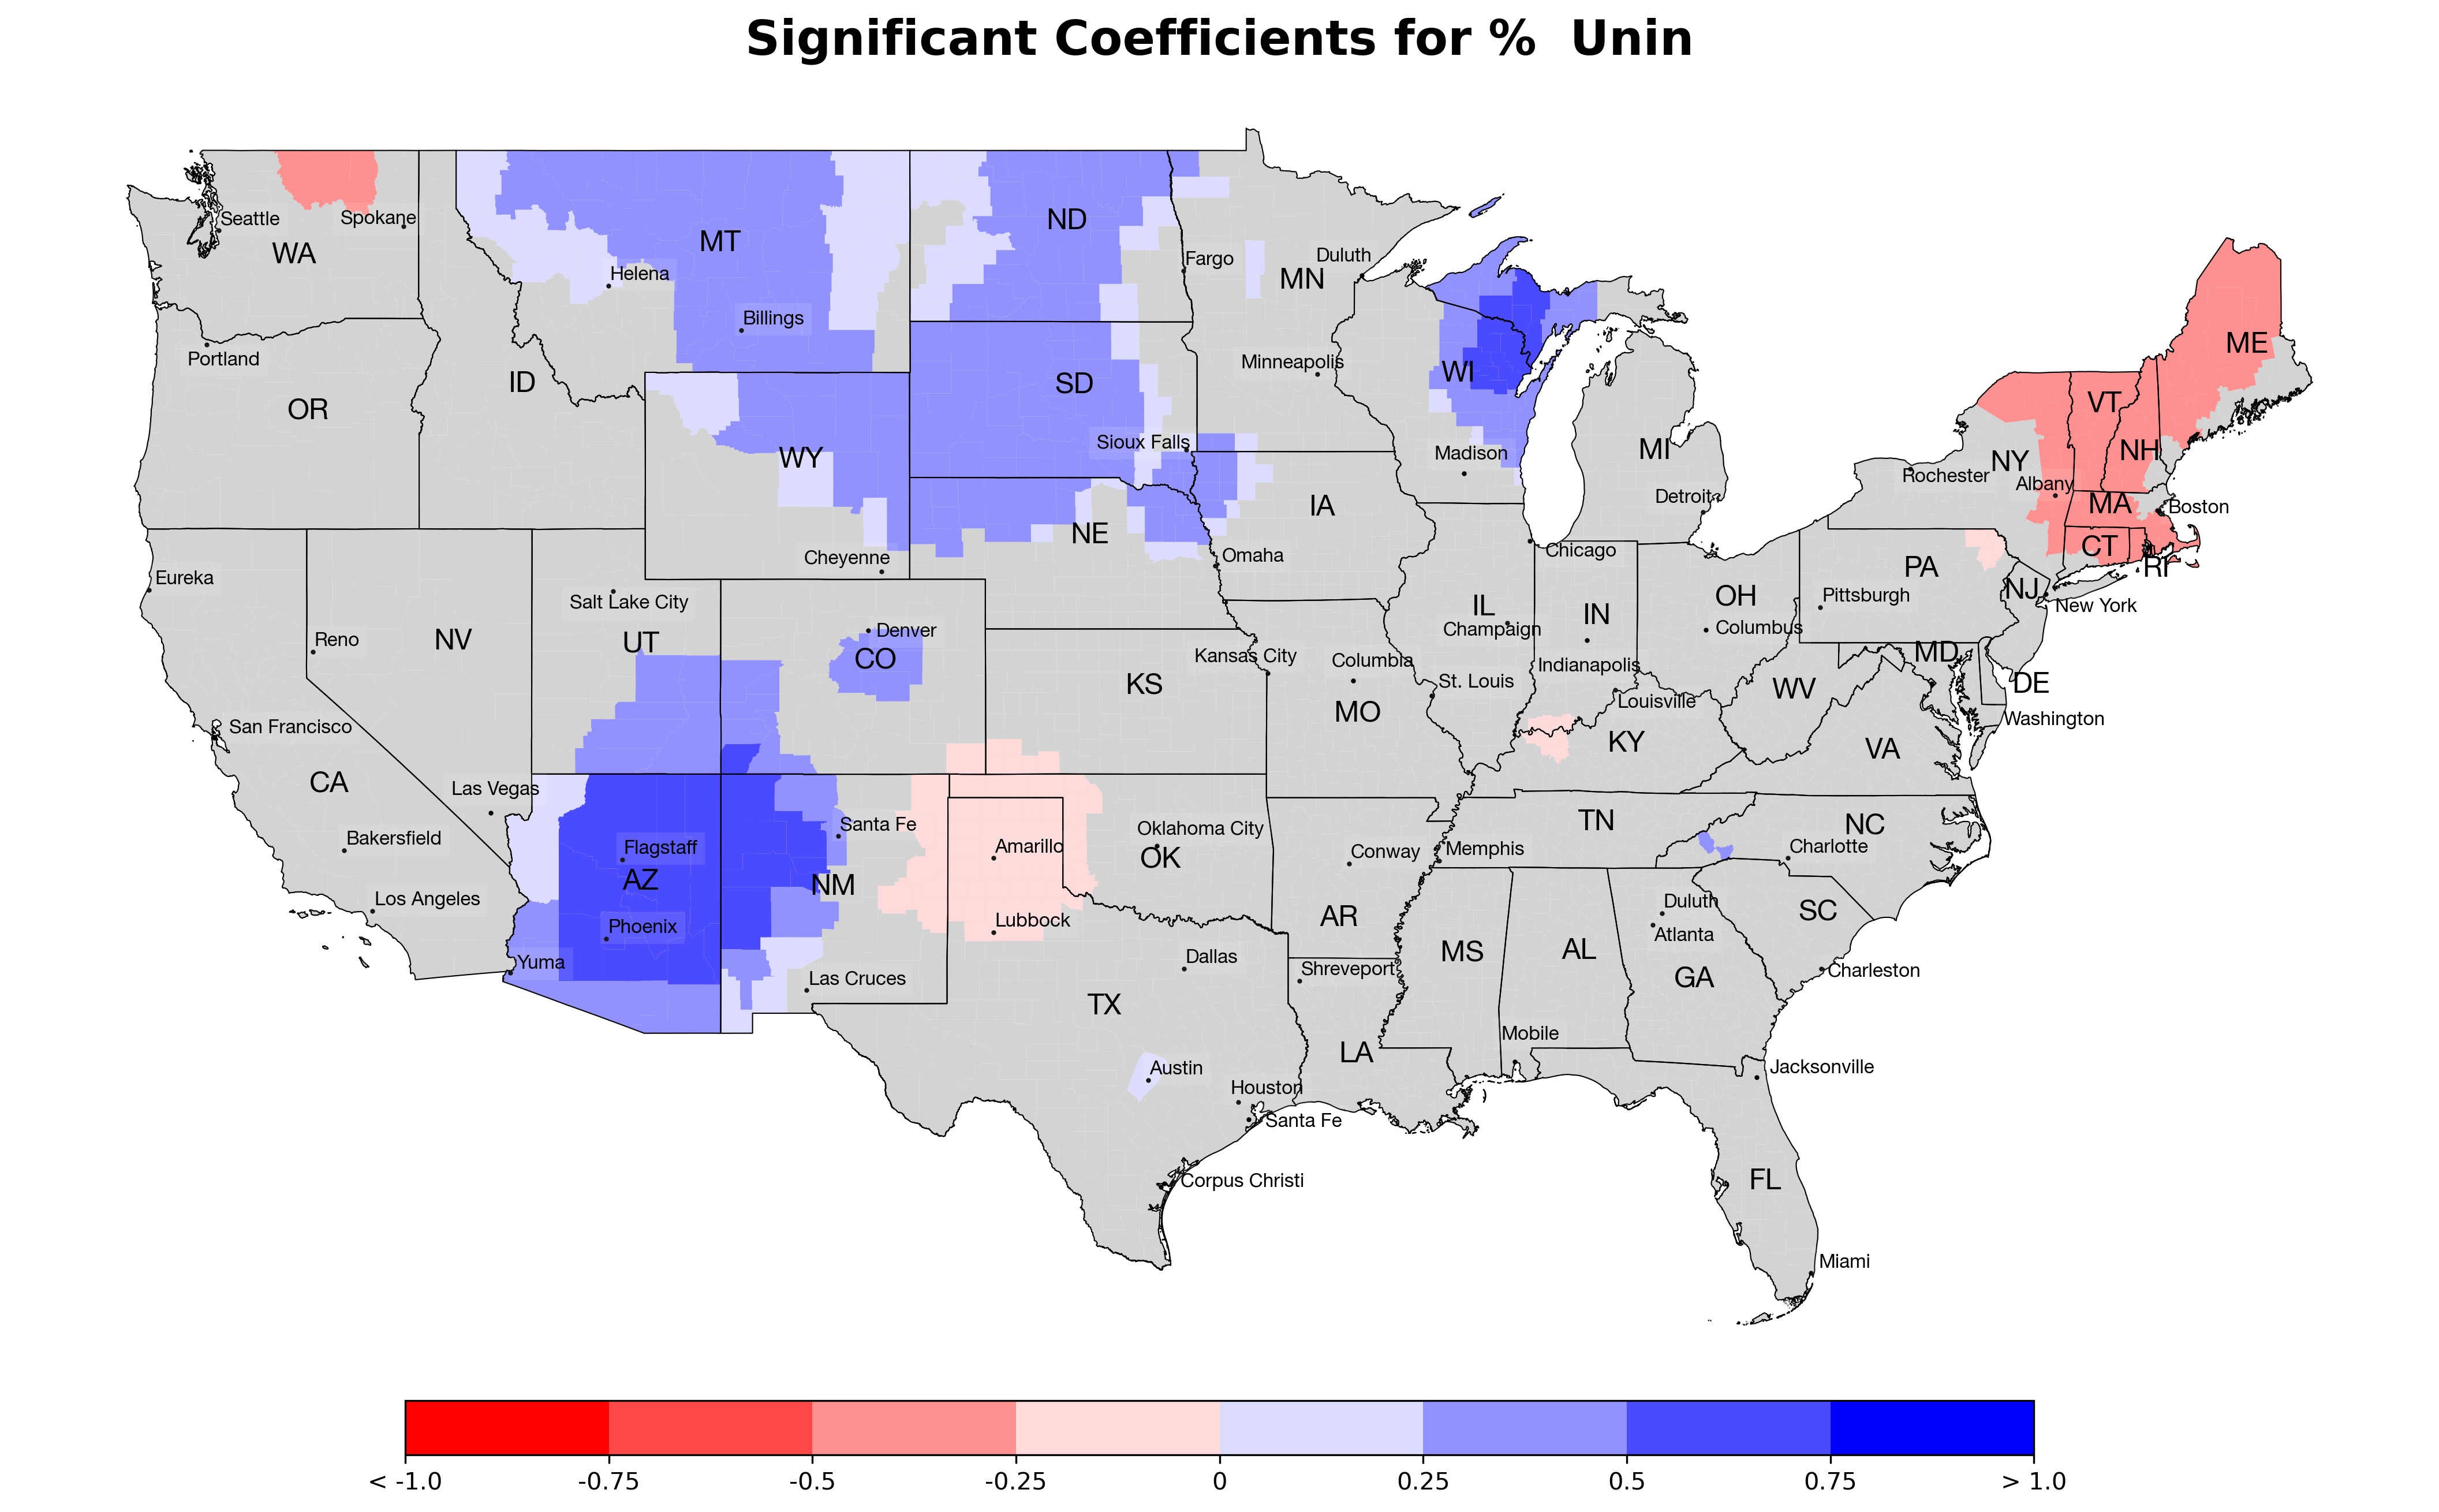 Significant Coefficients for %  Unin
Seattle
Spokane
WA
MT
ND
Helena
Fargo
Duluth
MN
Billings
Portland
ID
OR
SD
Minneapolis
WI
ME
VT
NH
WY
Sioux Falls
Madison
MI
NY
Rochester
Albany
Detroit
MA
Boston
IA
NE
Cheyenne
Omaha
Chicago
CT
RI
PA
Eureka
Salt Lake City
NJ
New York
Pittsburgh
OH
IL
IN
Champaign
Columbus
Reno
NV
UT
Denver
CO
Kansas City
Columbia
Indianapolis
MD
DE
KS
St. Louis
WV
Louisville
MO
Washington
San Francisco
KY
VA
CA
Las Vegas
Bakersfield
Santa Fe
Oklahoma City
TN
NC
Flagstaff
Amarillo
OK
Conway
Memphis
Charlotte
AZ
NM
Los Angeles
Phoenix
Lubbock
AR
Duluth
SC
Atlanta
MS
AL
Yuma
Las Cruces
Dallas
Shreveport
GA
Charleston
TX
Mobile
LA
Austin
Jacksonville
Houston
Santa Fe
Corpus Christi
FL
Miami
< -1.0
-0.75
-0.5
-0.25
0
0.25
0.5
0.75
> 1.0